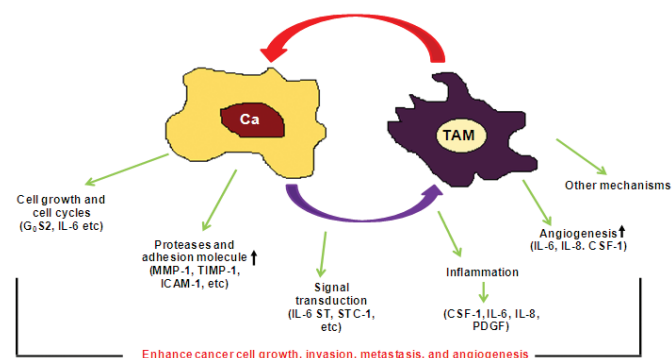 Ca
TAM
Cell growth and
cell cycles
(G₀S2, IL-6 etc)
Proteases and
adhesion molecule
(MMP-1, TIMP-1,
ICAM-1, etc)
Signal
transduction
(IL-6 ST, STC-1,
etc)
Inflammation
(CSF-1, IL-6, IL-8,
PDGF)
Angiogenesis
(IL-6, IL-8. CSF-1)
Other mechanisms
Enhance cancer cell growth, invasion, metastasis, and angiogenesis